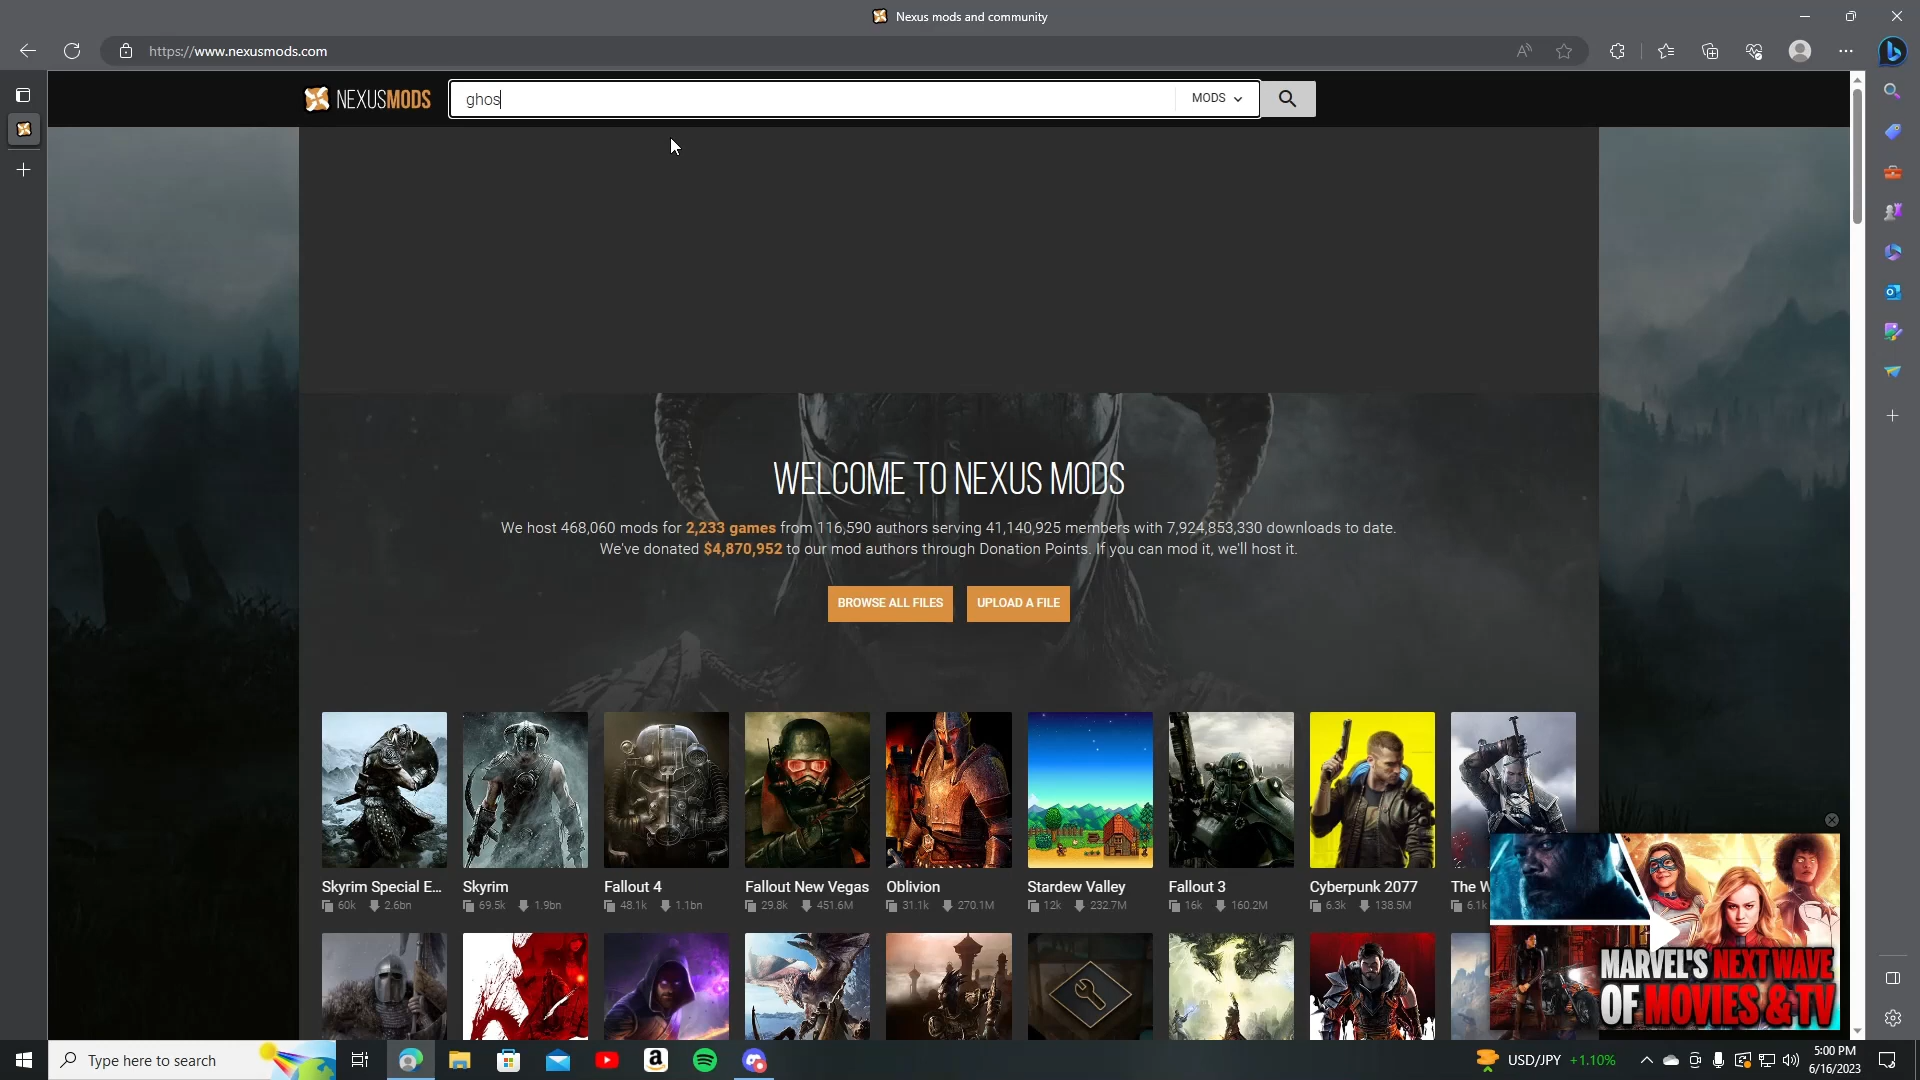 Nexus mods and community
https://www.nexusmods.com
NEXUSMODS
ghos
MODS
WELCOME TO NEXUS MODS
We host 468,060 mods for 2,233 games from 116,590 authors serving 41,140,925 members with 7,924,853,330 downloads to date.
We've donated $4,870,952 to our mod authors through Donation Points. If you can mod it, we'll host it.
BROWSE ALL FILES
UPLOAD A FILE
Skyrim Special E... Skyrim Fallout 4 Fallout New Vegas Oblivion Stardew Valley Fallout 3 Cyberpunk 2077 The W
60k 2.6bn 69.5k 1.9bn 48.1k 1.1bn 29.8k 451.6M 31.1k 270.1M 12k 232.7M 16k 160.2M 6.3k 138.5M 6.1k
MARVEL'S NEXT WAVE
OF MOVIES & TV
Type here to search
USD/JPY +1.10%
5:00 PM
6/16/2023